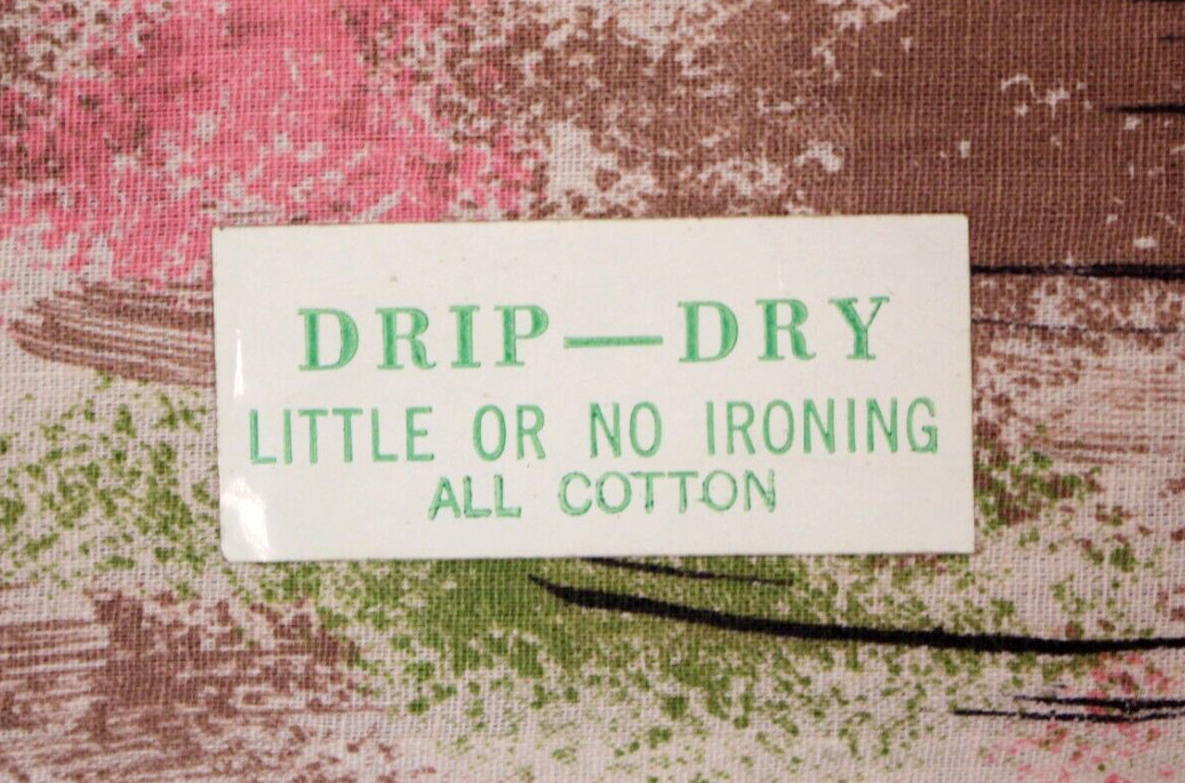 DRIP—DRY
LITTLE OR NO IRONING
ALL COTTON